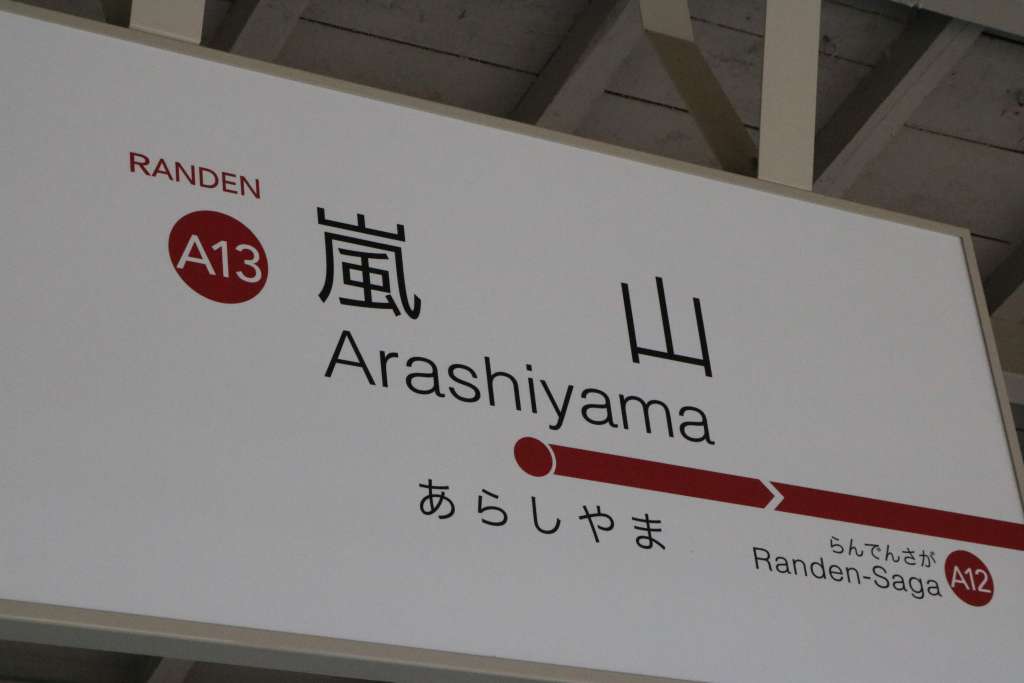 RANDEN
A13 嵐山
Arashiyama
あらしやま
らんでんさが
Randen-Saga A12